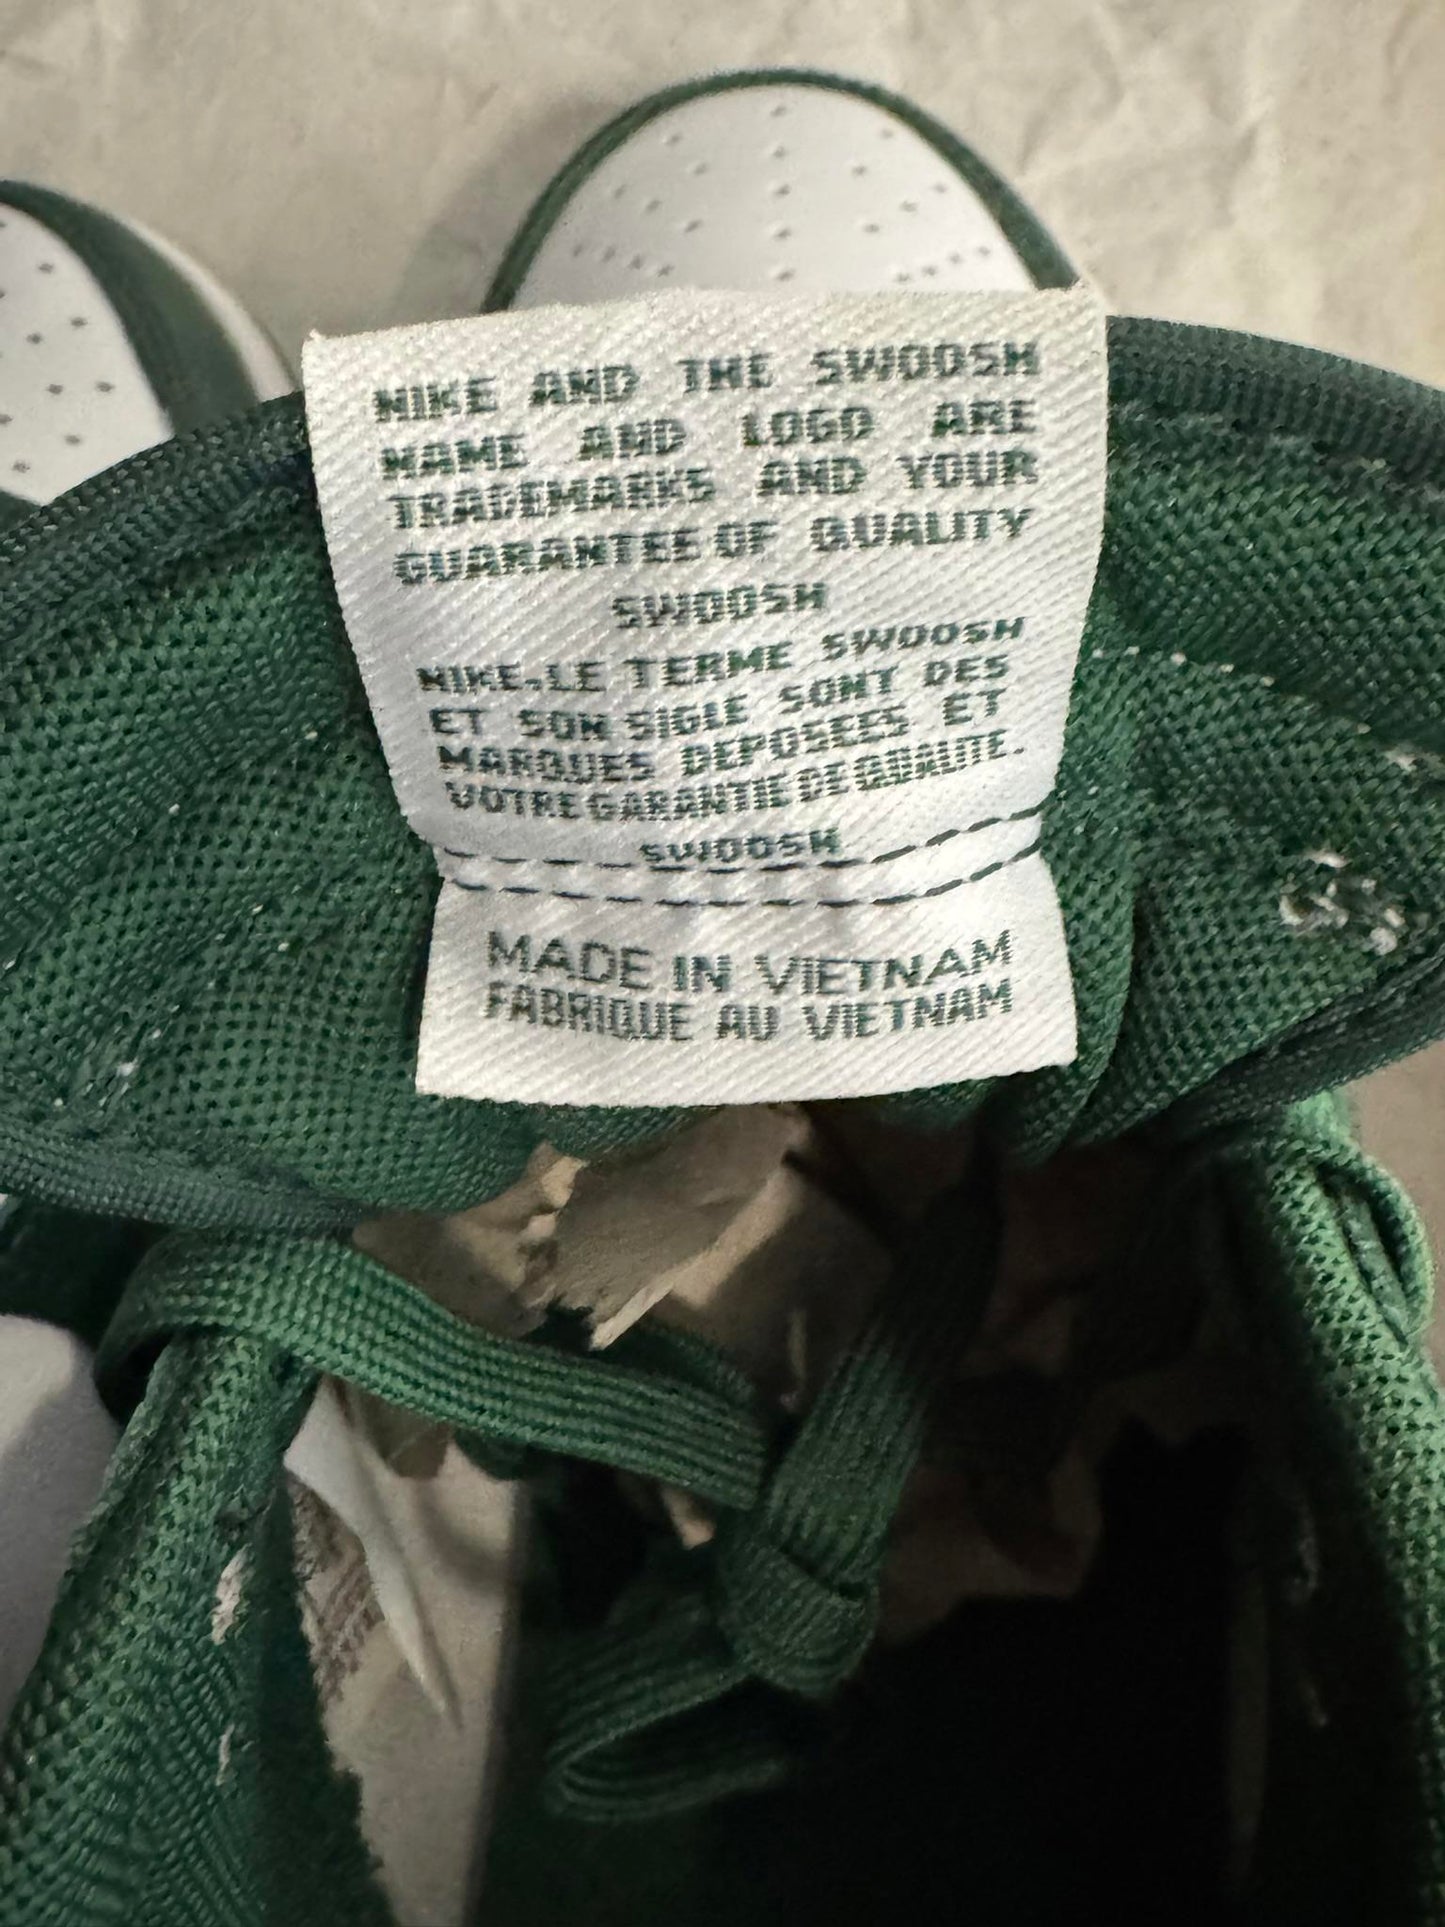 NIKE AND THE SWOOSH
NAME AND LOGO ARE
TRADEMARKS AND YOUR
GUARANTEE OF QUALITY
SWOOSH
NIKE,LE TERME SWOOSH
ET SON SIGLE SONT DES
MARQUES DEPOSEES ET
VOTRE GARANTIE DE QUALITE.
SWOOSH
MADE IN VIETNAM
FABRIQUE AU VIETNAM